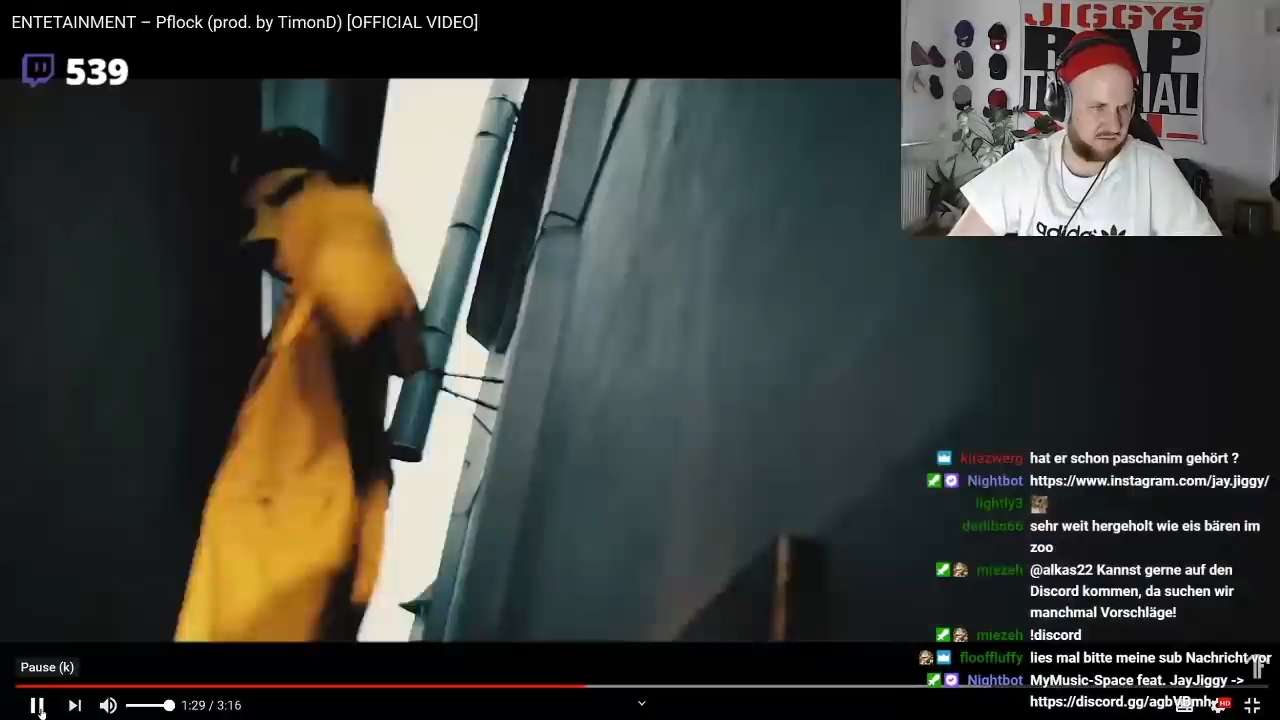 ENTETAINMENT – Pflock (prod. by TimonD) [OFFICIAL VIDEO]
539
JIGGYS
RAP
adidas
kirazwerg hat er schon paschanim gehört ?
Nightbot https://www.instagram.com/jay.jiggy/
lightly3
derlibo66 sehr weit hergeholt wie eis bären im
zoo
miezeh @alkas22 Kannst gerne auf den
Discord kommen, da suchen wir
manchmal Vorschläge!
miezeh !discord
flooffluffy lies mal bitte meine sub Nachricht vor
Nightbot MyMusic-Space feat. JayJiggy ->
Pause (k)
1:29 / 3:16
HD